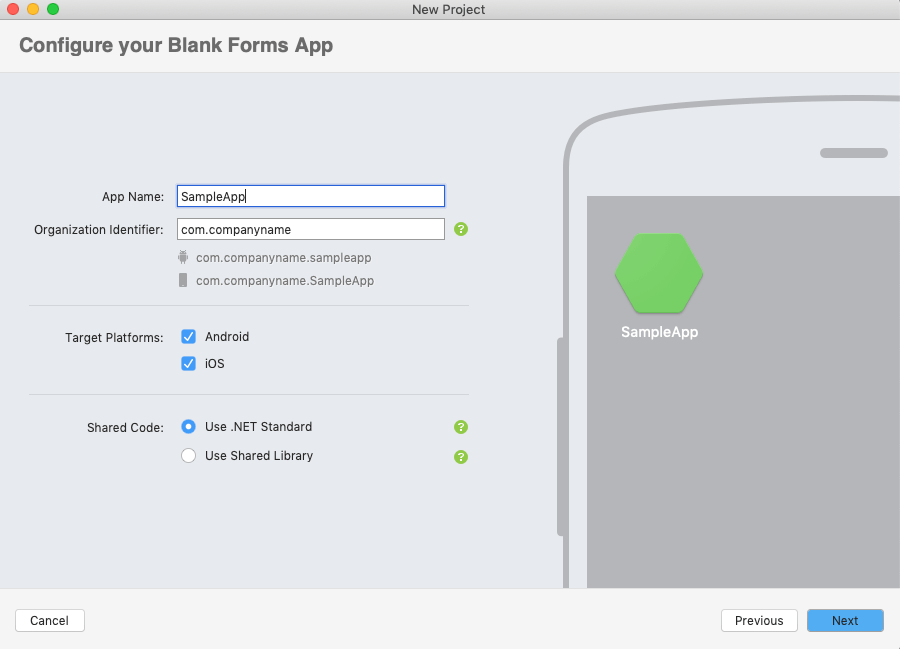 New Project
Configure your Blank Forms App
App Name: SampleApp
Organization Identifier: com.companyname ?
com.companyname.sampleapp
com.companyname.SampleApp
Target Platforms: Android
iOS
Shared Code: Use .NET Standard ?
Use Shared Library ?
SampleApp
Cancel Previous Next